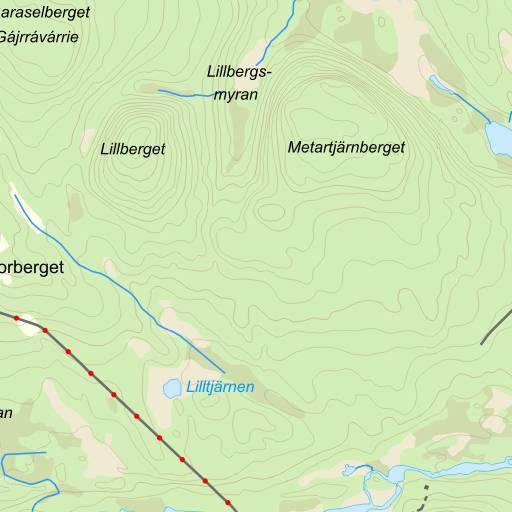 araselberget
Gájrrávárrie
Lillbergs-
myran
Lillberget
Metartjärnberget
orberget
Lilltjärnen
an